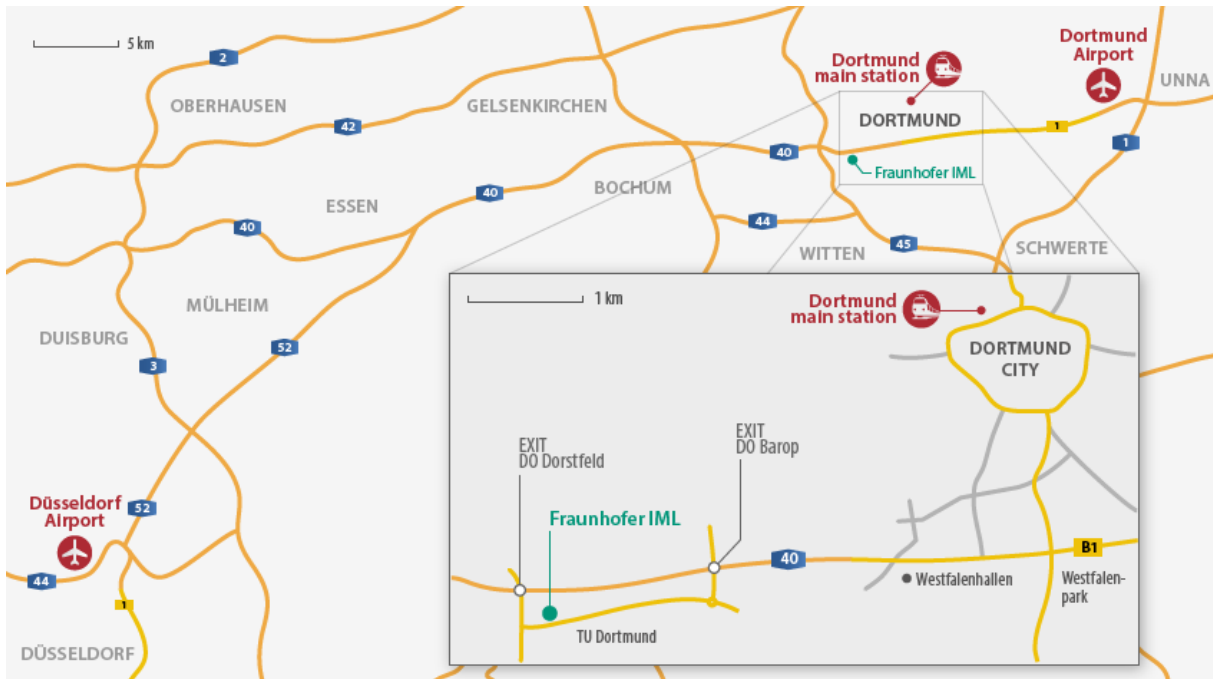 5 km
2
OBERHAUSEN
42
GELSENKIRCHEN
Dortmund
main station
Dortmund
Airport
UNNA
DORTMUND
1
1
40
Fraunhofer IML
40
BOCHUM
ESSEN
40
44
45
WITTEN
SCHWERTE
MÜLHEIM
DUISBURG
3
52
52
Düsseldorf
Airport
44
1
DÜSSELDORF
1 km
Dortmund
main station
DORTMUND
CITY
EXIT
DO Dorstfeld
EXIT
DO Barop
Fraunhofer IML
40
B1
Westfalenhallen
Westfalen-
park
TU Dortmund